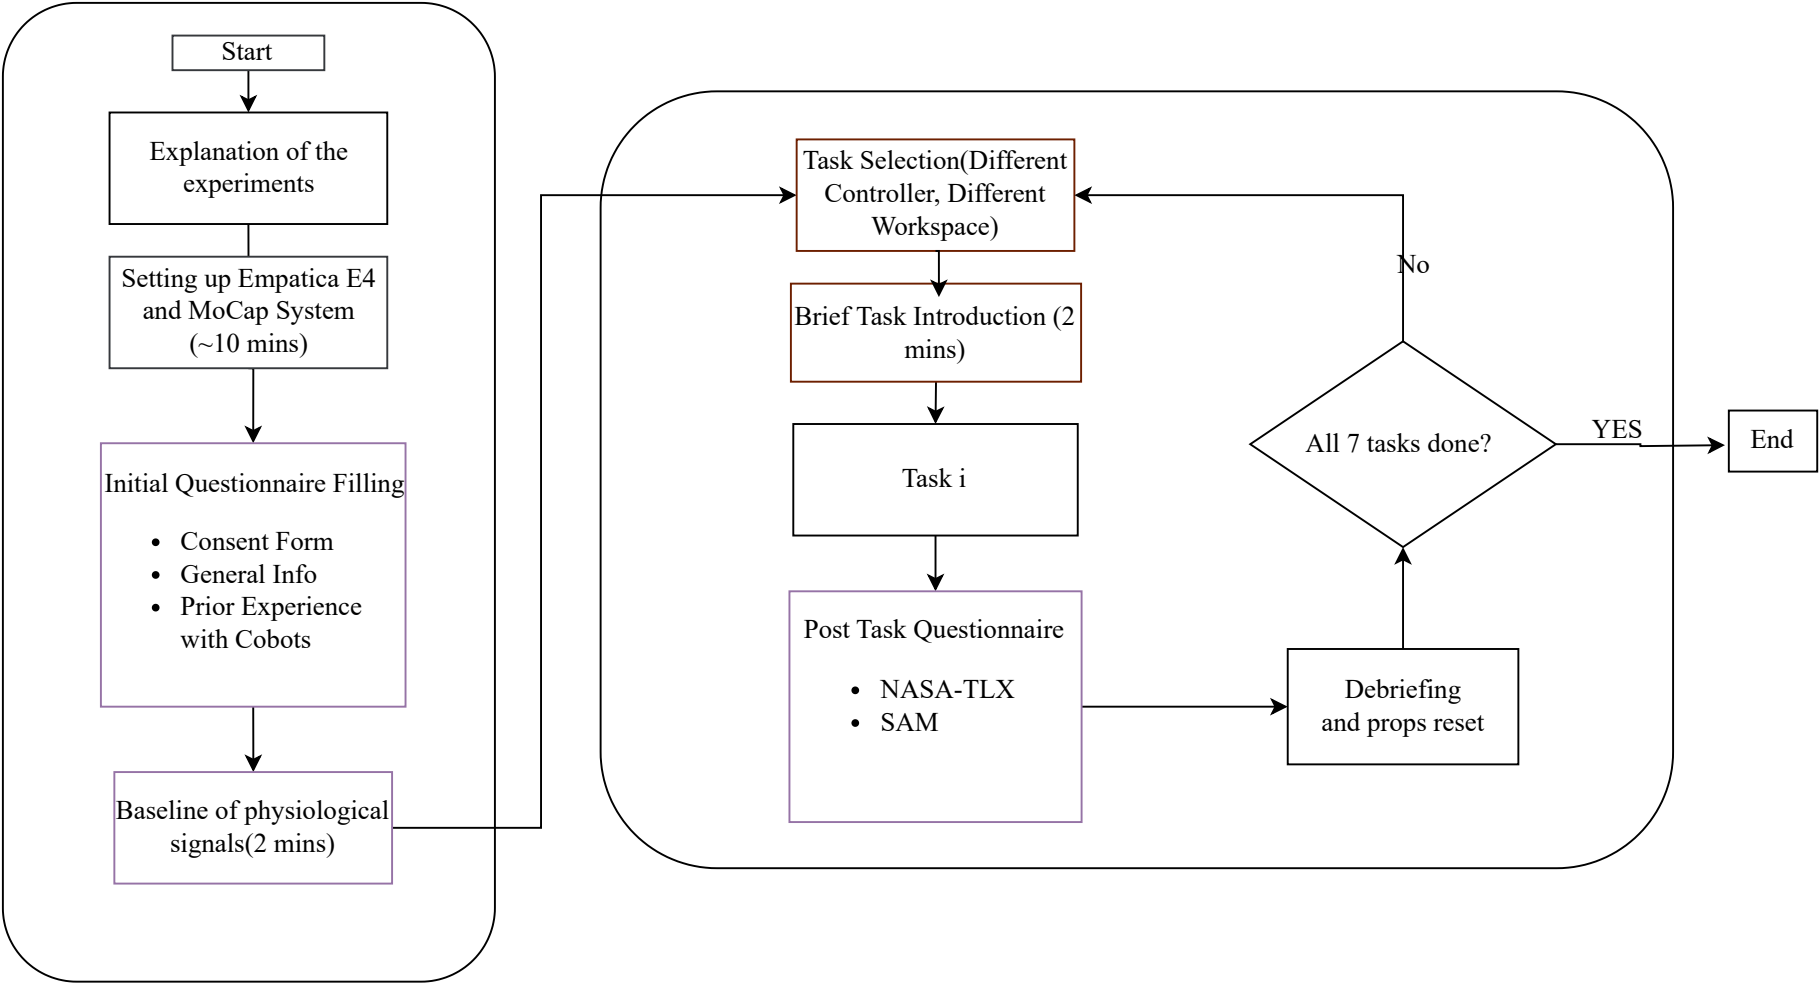 Start
Explanation of the
experiments
Setting up Empatica E4
and MoCap System
(~10 mins)
Initial Questionnaire Filling
• Consent Form
• General Info
• Prior Experience
with Cobots
Baseline of physiological
signals(2 mins)
Task Selection(Different
Controller, Different
Workspace)
Brief Task Introduction (2
mins)
Task i
Post Task Questionnaire
• NASA-TLX
• SAM
Debriefing
and props reset
All 7 tasks done?
No
YES
End